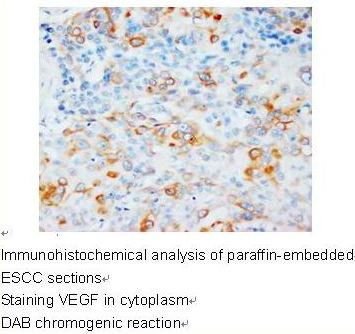 Immunohistochemical analysis of paraffin-embedded
ESCC sections
Staining VEGF in cytoplasm
DAB chromogenic reaction